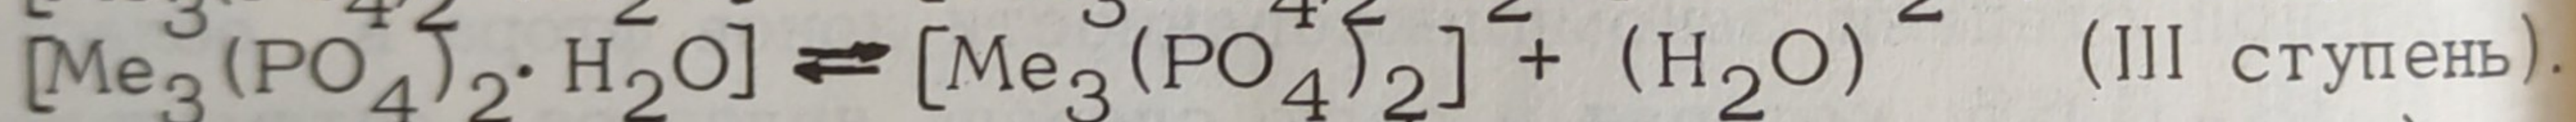 [Me₃(PO₄)₂· H₂O] ⇌ [Me₃(PO₄)₂] + (H₂O) (III ступень).